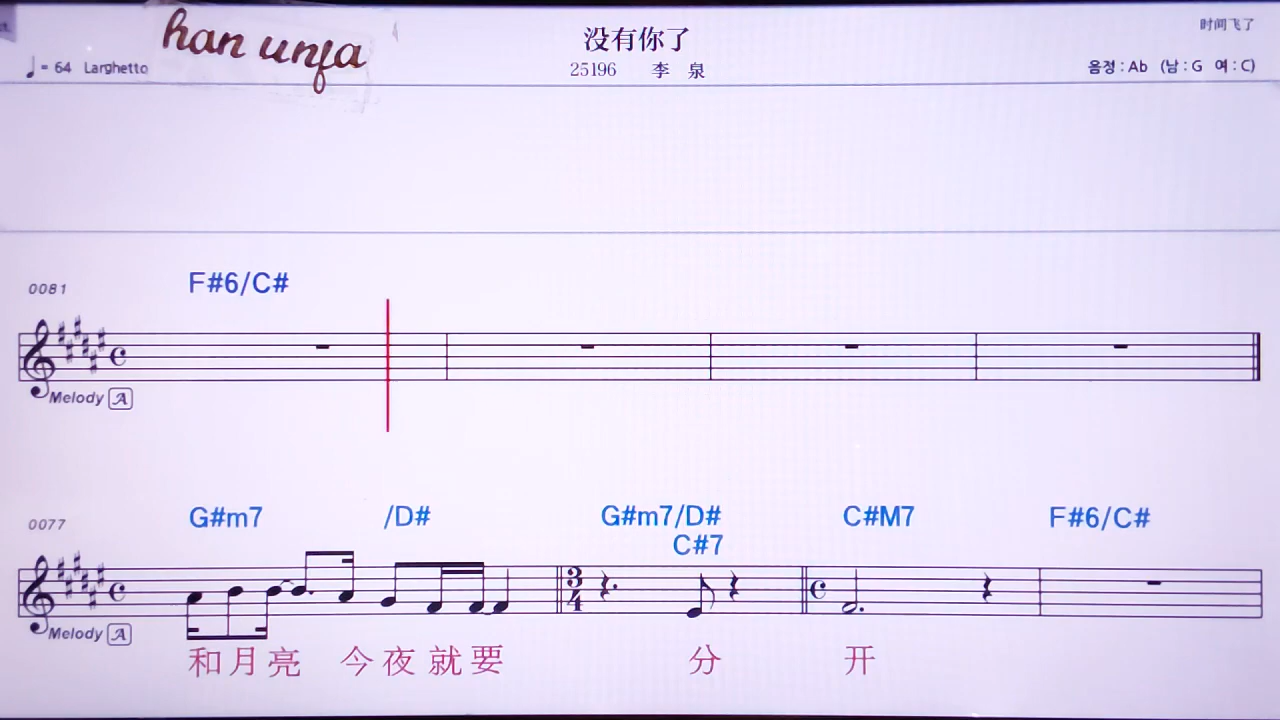 han unfa
没有你了
时间飞了
♩= 64 Larghetto
25196 李 泉
음정 : Ab (남 : G 여 : C)
0081
F#6/C#
Melody A
0077
G#m7 /D# G#m7/D# C#M7 F#6/C#
C#7
3
4
Melody A
和月亮 今夜就要 分 开